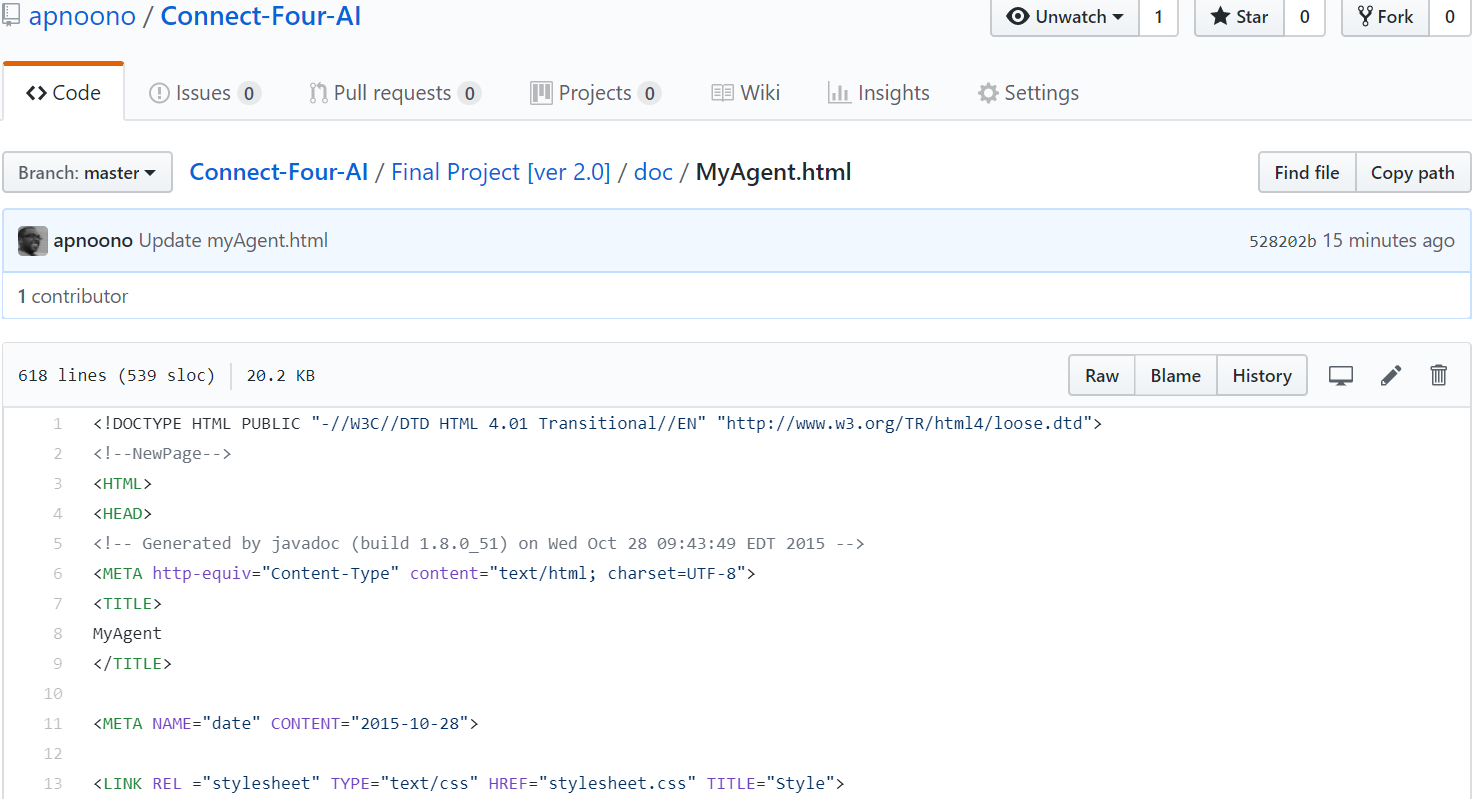 apnoono / Connect-Four-AI
Unwatch 1 Star 0 Fork 0
Code Issues 0 Pull requests 0 Projects 0 Wiki Insights Settings
Branch: master Connect-Four-AI / Final Project [ver 2.0] / doc / MyAgent.html Find file Copy path
apnoono Update myAgent.html 528202b 15 minutes ago
1 contributor
618 lines (539 sloc) 20.2 KB Raw Blame History
1 <!DOCTYPE HTML PUBLIC "-//W3C//DTD HTML 4.01 Transitional//EN" "http://www.w3.org/TR/html4/loose.dtd">
2 <!--NewPage-->
3 <HTML>
4 <HEAD>
5 <!-- Generated by javadoc (build 1.8.0_51) on Wed Oct 28 09:43:49 EDT 2015 -->
6 <META http-equiv="Content-Type" content="text/html; charset=UTF-8">
7 <TITLE>
8 MyAgent
9 </TITLE>
10
11 <META NAME="date" CONTENT="2015-10-28">
12
13 <LINK REL ="stylesheet" TYPE="text/css" HREF="stylesheet.css" TITLE="Style">